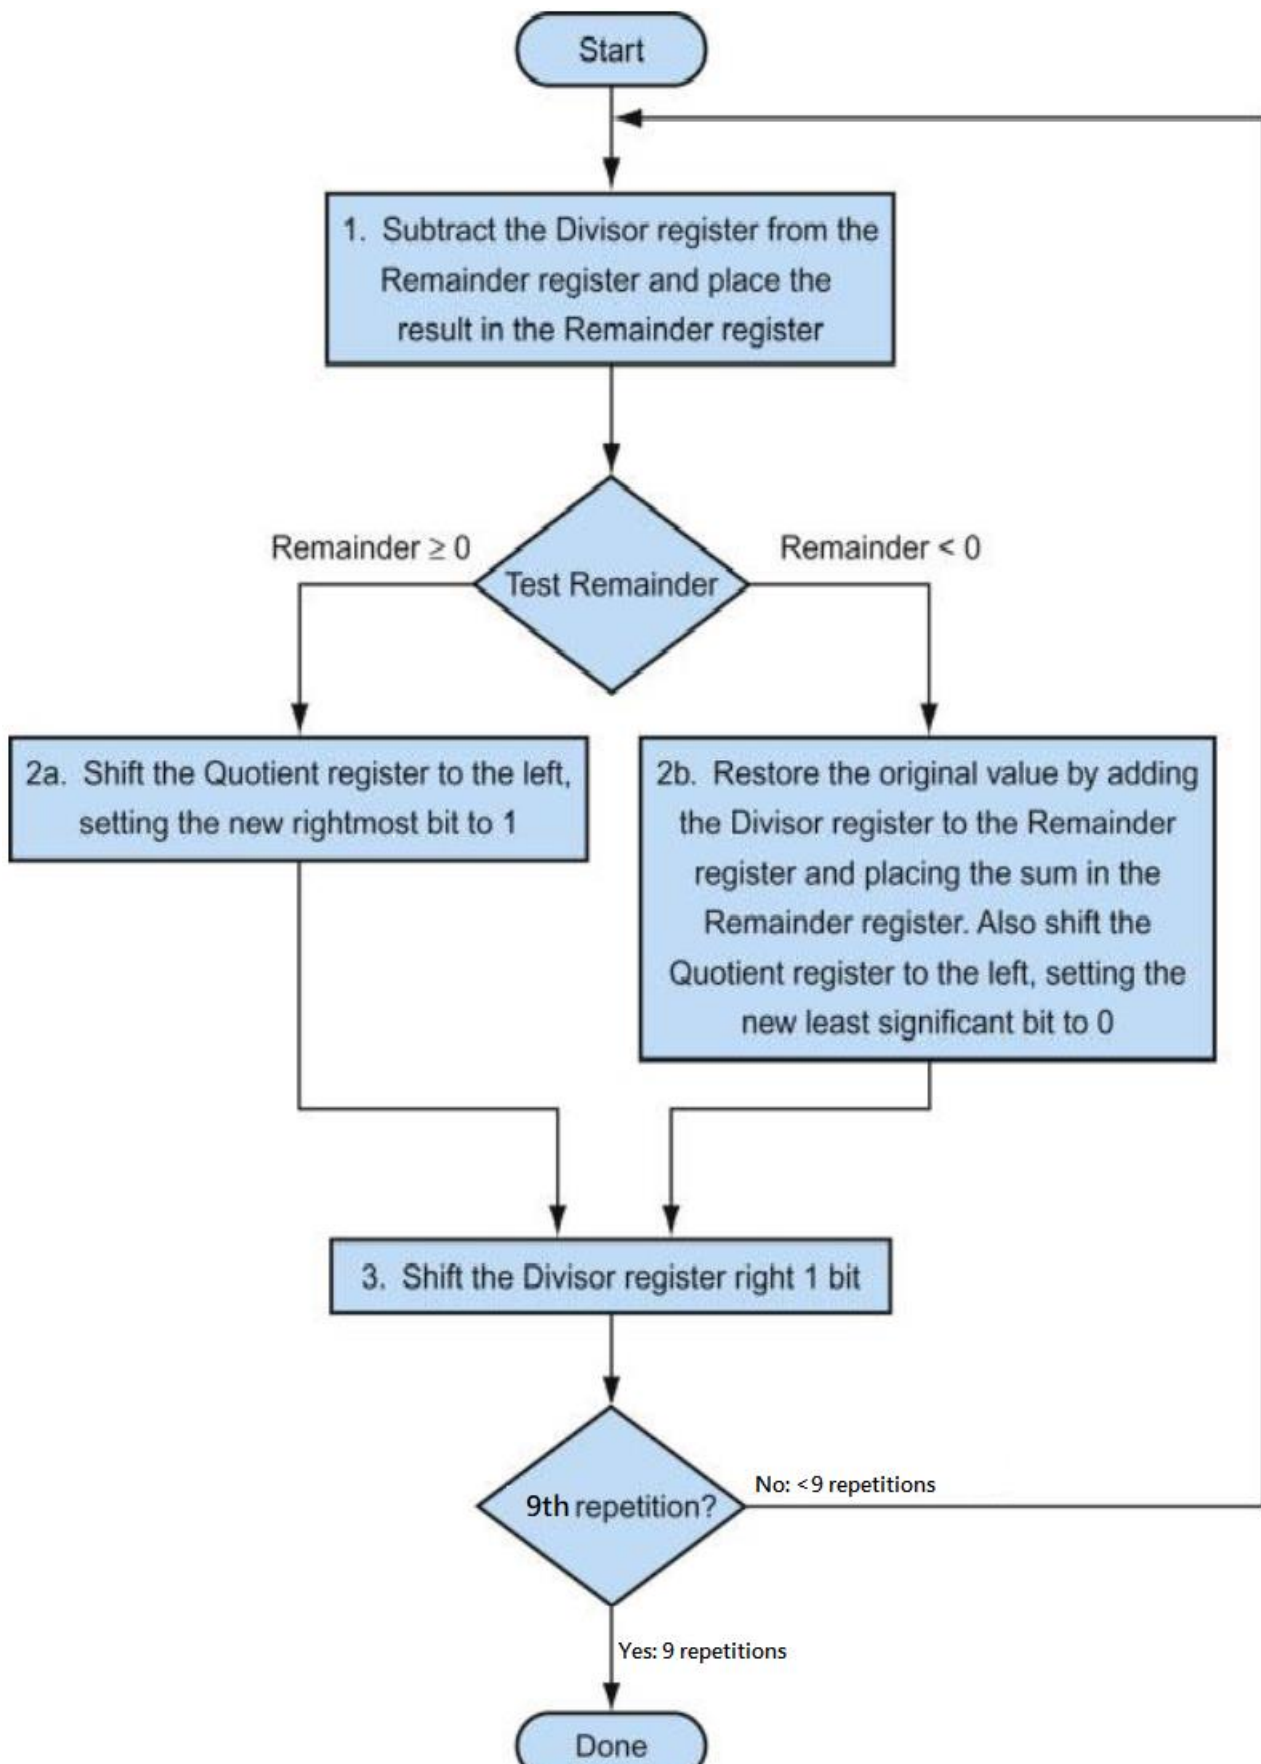 Start
1. Subtract the Divisor register from the
Remainder register and place the
result in the Remainder register
Remainder ≥ 0
Remainder < 0
Test Remainder
2a. Shift the Quotient register to the left,
setting the new rightmost bit to 1
2b. Restore the original value by adding
the Divisor register to the Remainder
register and placing the sum in the
Remainder register. Also shift the
Quotient register to the left, setting the
new least significant bit to 0
3. Shift the Divisor register right 1 bit
9th repetition?
No: <9 repetitions
Yes: 9 repetitions
Done